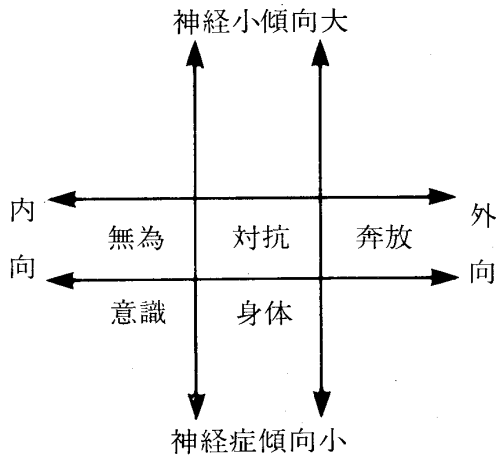 神経小傾向大
内向
外向
無為 対抗 奔放
意識 身体
神経症傾向小